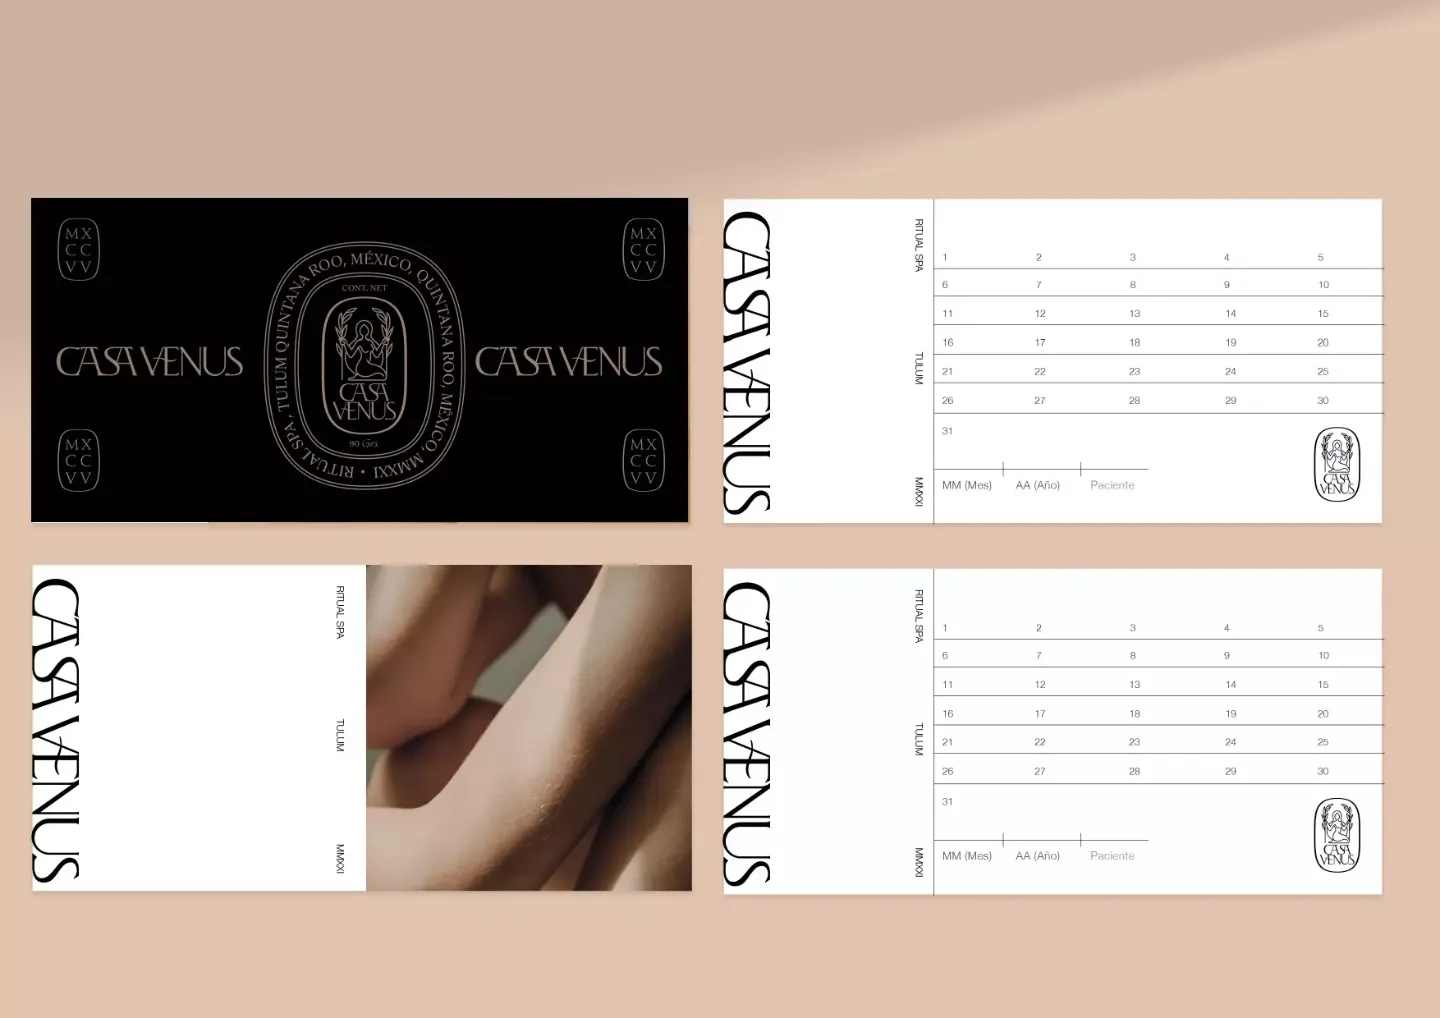 MX
CC
VV
MX
CC
VV
RITUAL SPA, TULUM QUINTANA ROO, MÉXICO, QUINTANA ROO, MÉXICO, MMXXI •
CONT. NET
CASA VENUS
CASA
VENUS
CASA VENUS
90 Grs.
MX
CC
VV
MX
CC
VV
CASA VENUS
RITUAL SPA
TULUM
MMXXI
1 2 3 4 5
6 7 8 9 10
11 12 13 14 15
16 17 18 19 20
21 22 23 24 25
26 27 28 29 30
31
MM (Mes) AA (Año) Paciente
CASA
VENUS
CASA VENUS
RITUAL SPA
TULUM
MMXXI
CASA VENUS
RITUAL SPA
TULUM
MMXXI
1 2 3 4 5
6 7 8 9 10
11 12 13 14 15
16 17 18 19 20
21 22 23 24 25
26 27 28 29 30
31
MM (Mes) AA (Año) Paciente
CASA
VENUS